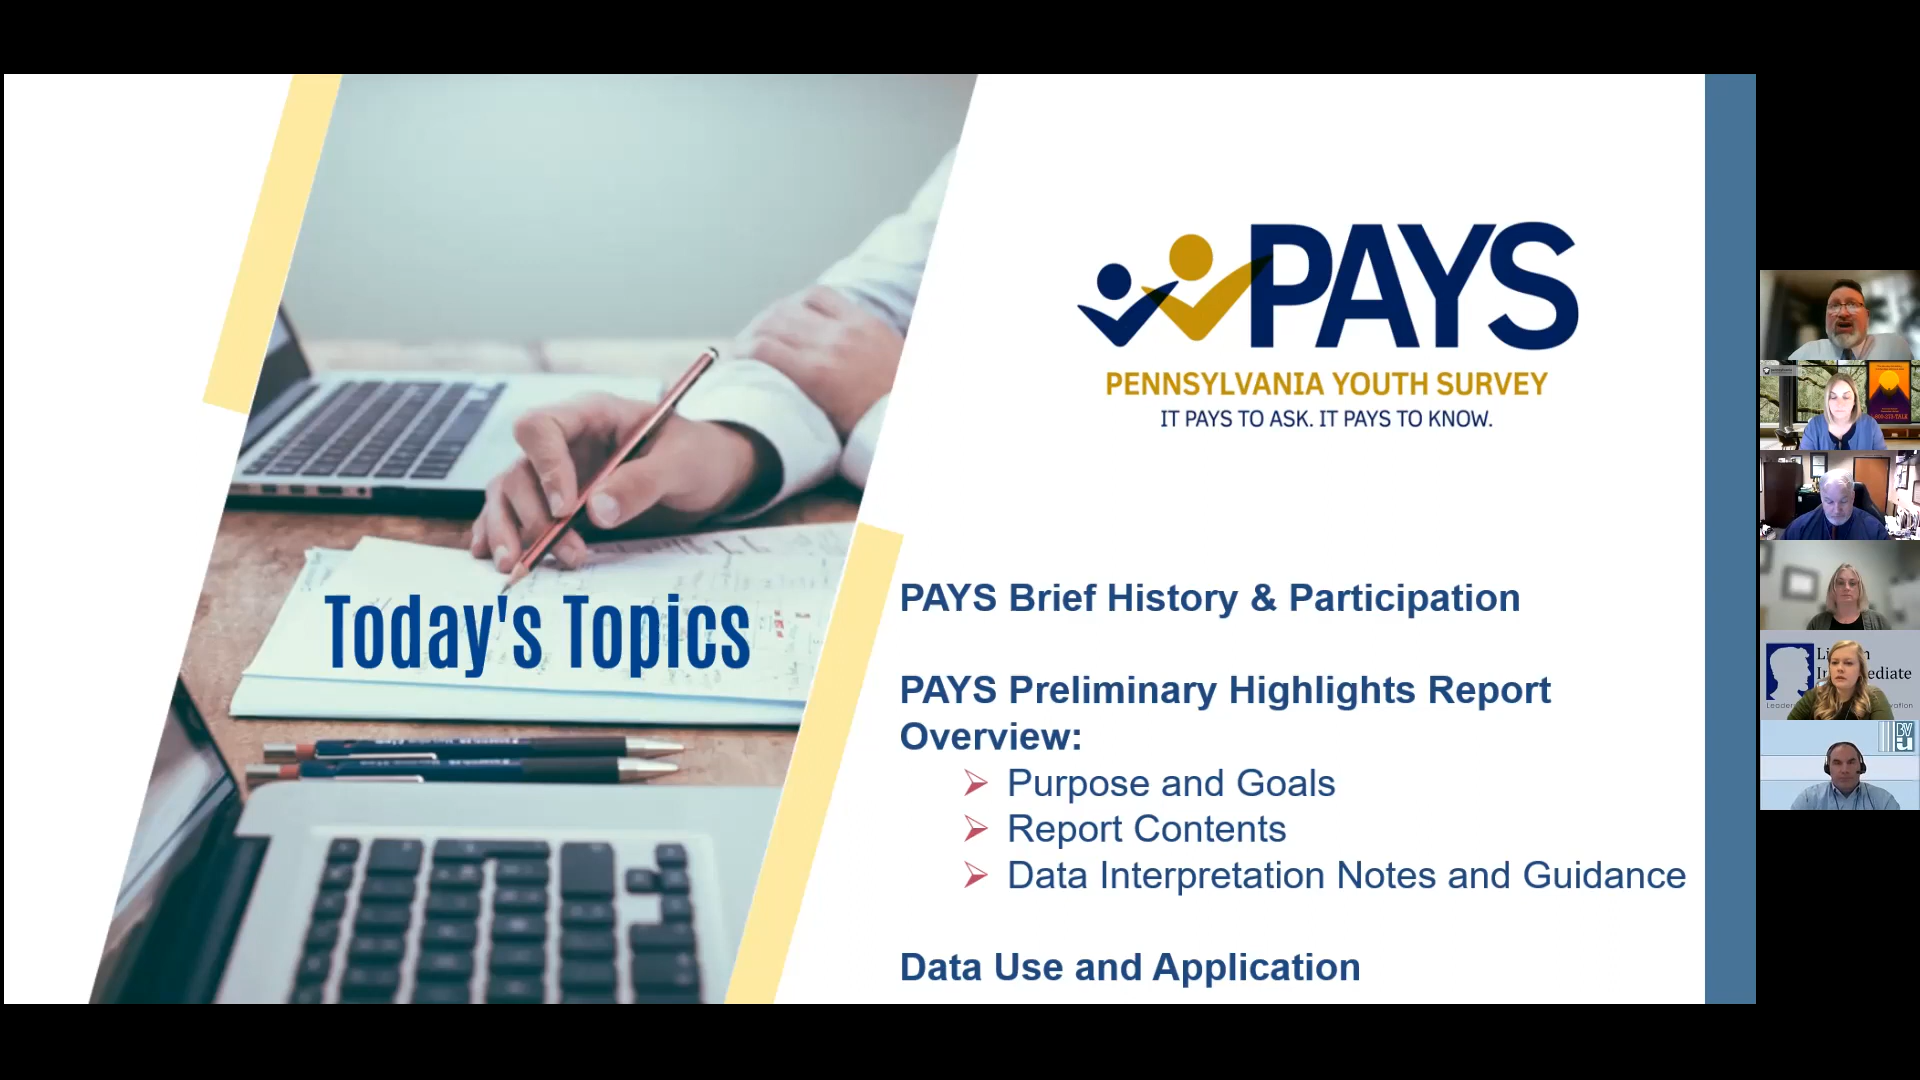 Today's Topics
PAYS
PENNSYLVANIA YOUTH SURVEY
IT PAYS TO ASK. IT PAYS TO KNOW.
PAYS Brief History & Participation
PAYS Preliminary Highlights Report
Overview:
Purpose and Goals
Report Contents
Data Interpretation Notes and Guidance
Data Use and Application